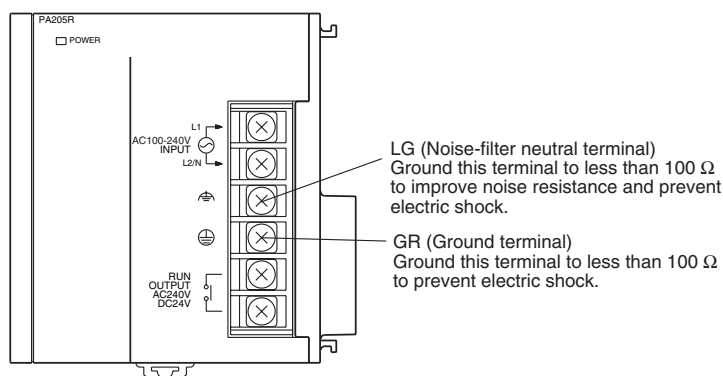 PA205R
POWER
L1
AC100-240V
INPUT
L2/N
LG (Noise-filter neutral terminal)
Ground this terminal to less than 100 Ω
to improve noise resistance and prevent
electric shock.
GR (Ground terminal)
Ground this terminal to less than 100 Ω
to prevent electric shock.
RUN
OUTPUT
AC240V
DC24V